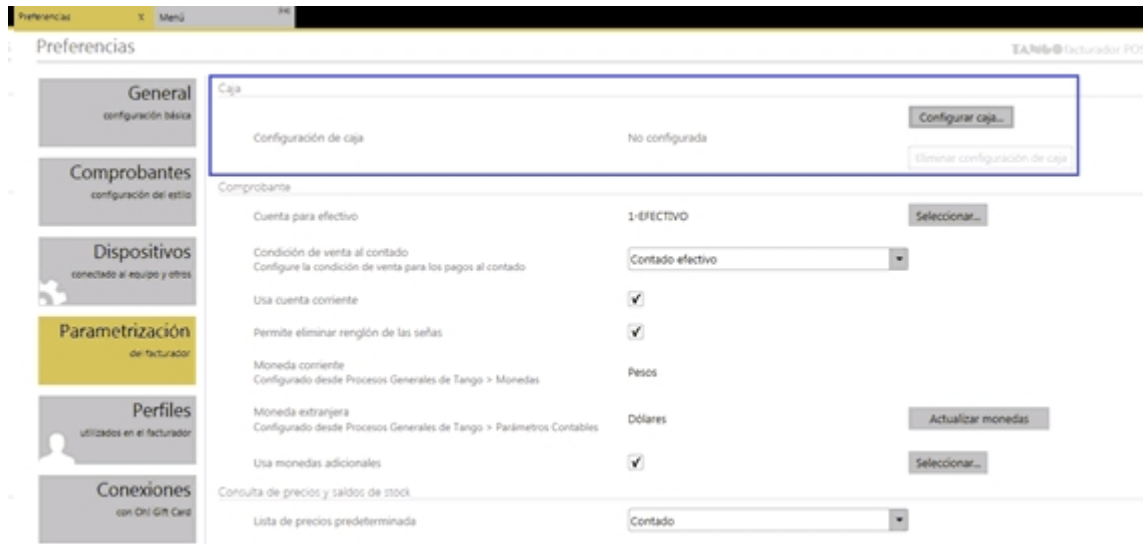 Preferencias x Menú
Preferencias
TANGO facturador POS
General
configuración básica
Comprobantes
configuración del estilo
Dispositivos
conectado al equipo y otros
Parametrización
del facturador
Perfiles
utilizados en el facturador
Conexiones
con Oh! Gift Card
Caja
Configuración de caja No configurada Configurar caja...
Eliminar configuración de caja
Comprobante
Cuenta para efectivo 1-EFECTIVO Seleccionar...
Condición de venta al contado Contado efectivo
Configure la condición de venta para los pagos al contado
Usa cuenta corriente
Permite eliminar renglón de las señas
Moneda corriente Pesos
Configurado desde Procesos Generales de Tango > Monedas
Moneda extranjera Dólares Actualizar monedas
Configurado desde Procesos Generales de Tango > Parámetros Contables
Usa monedas adicionales Seleccionar...
Consulta de precios y saldos de stock
Lista de precios predeterminada Contado